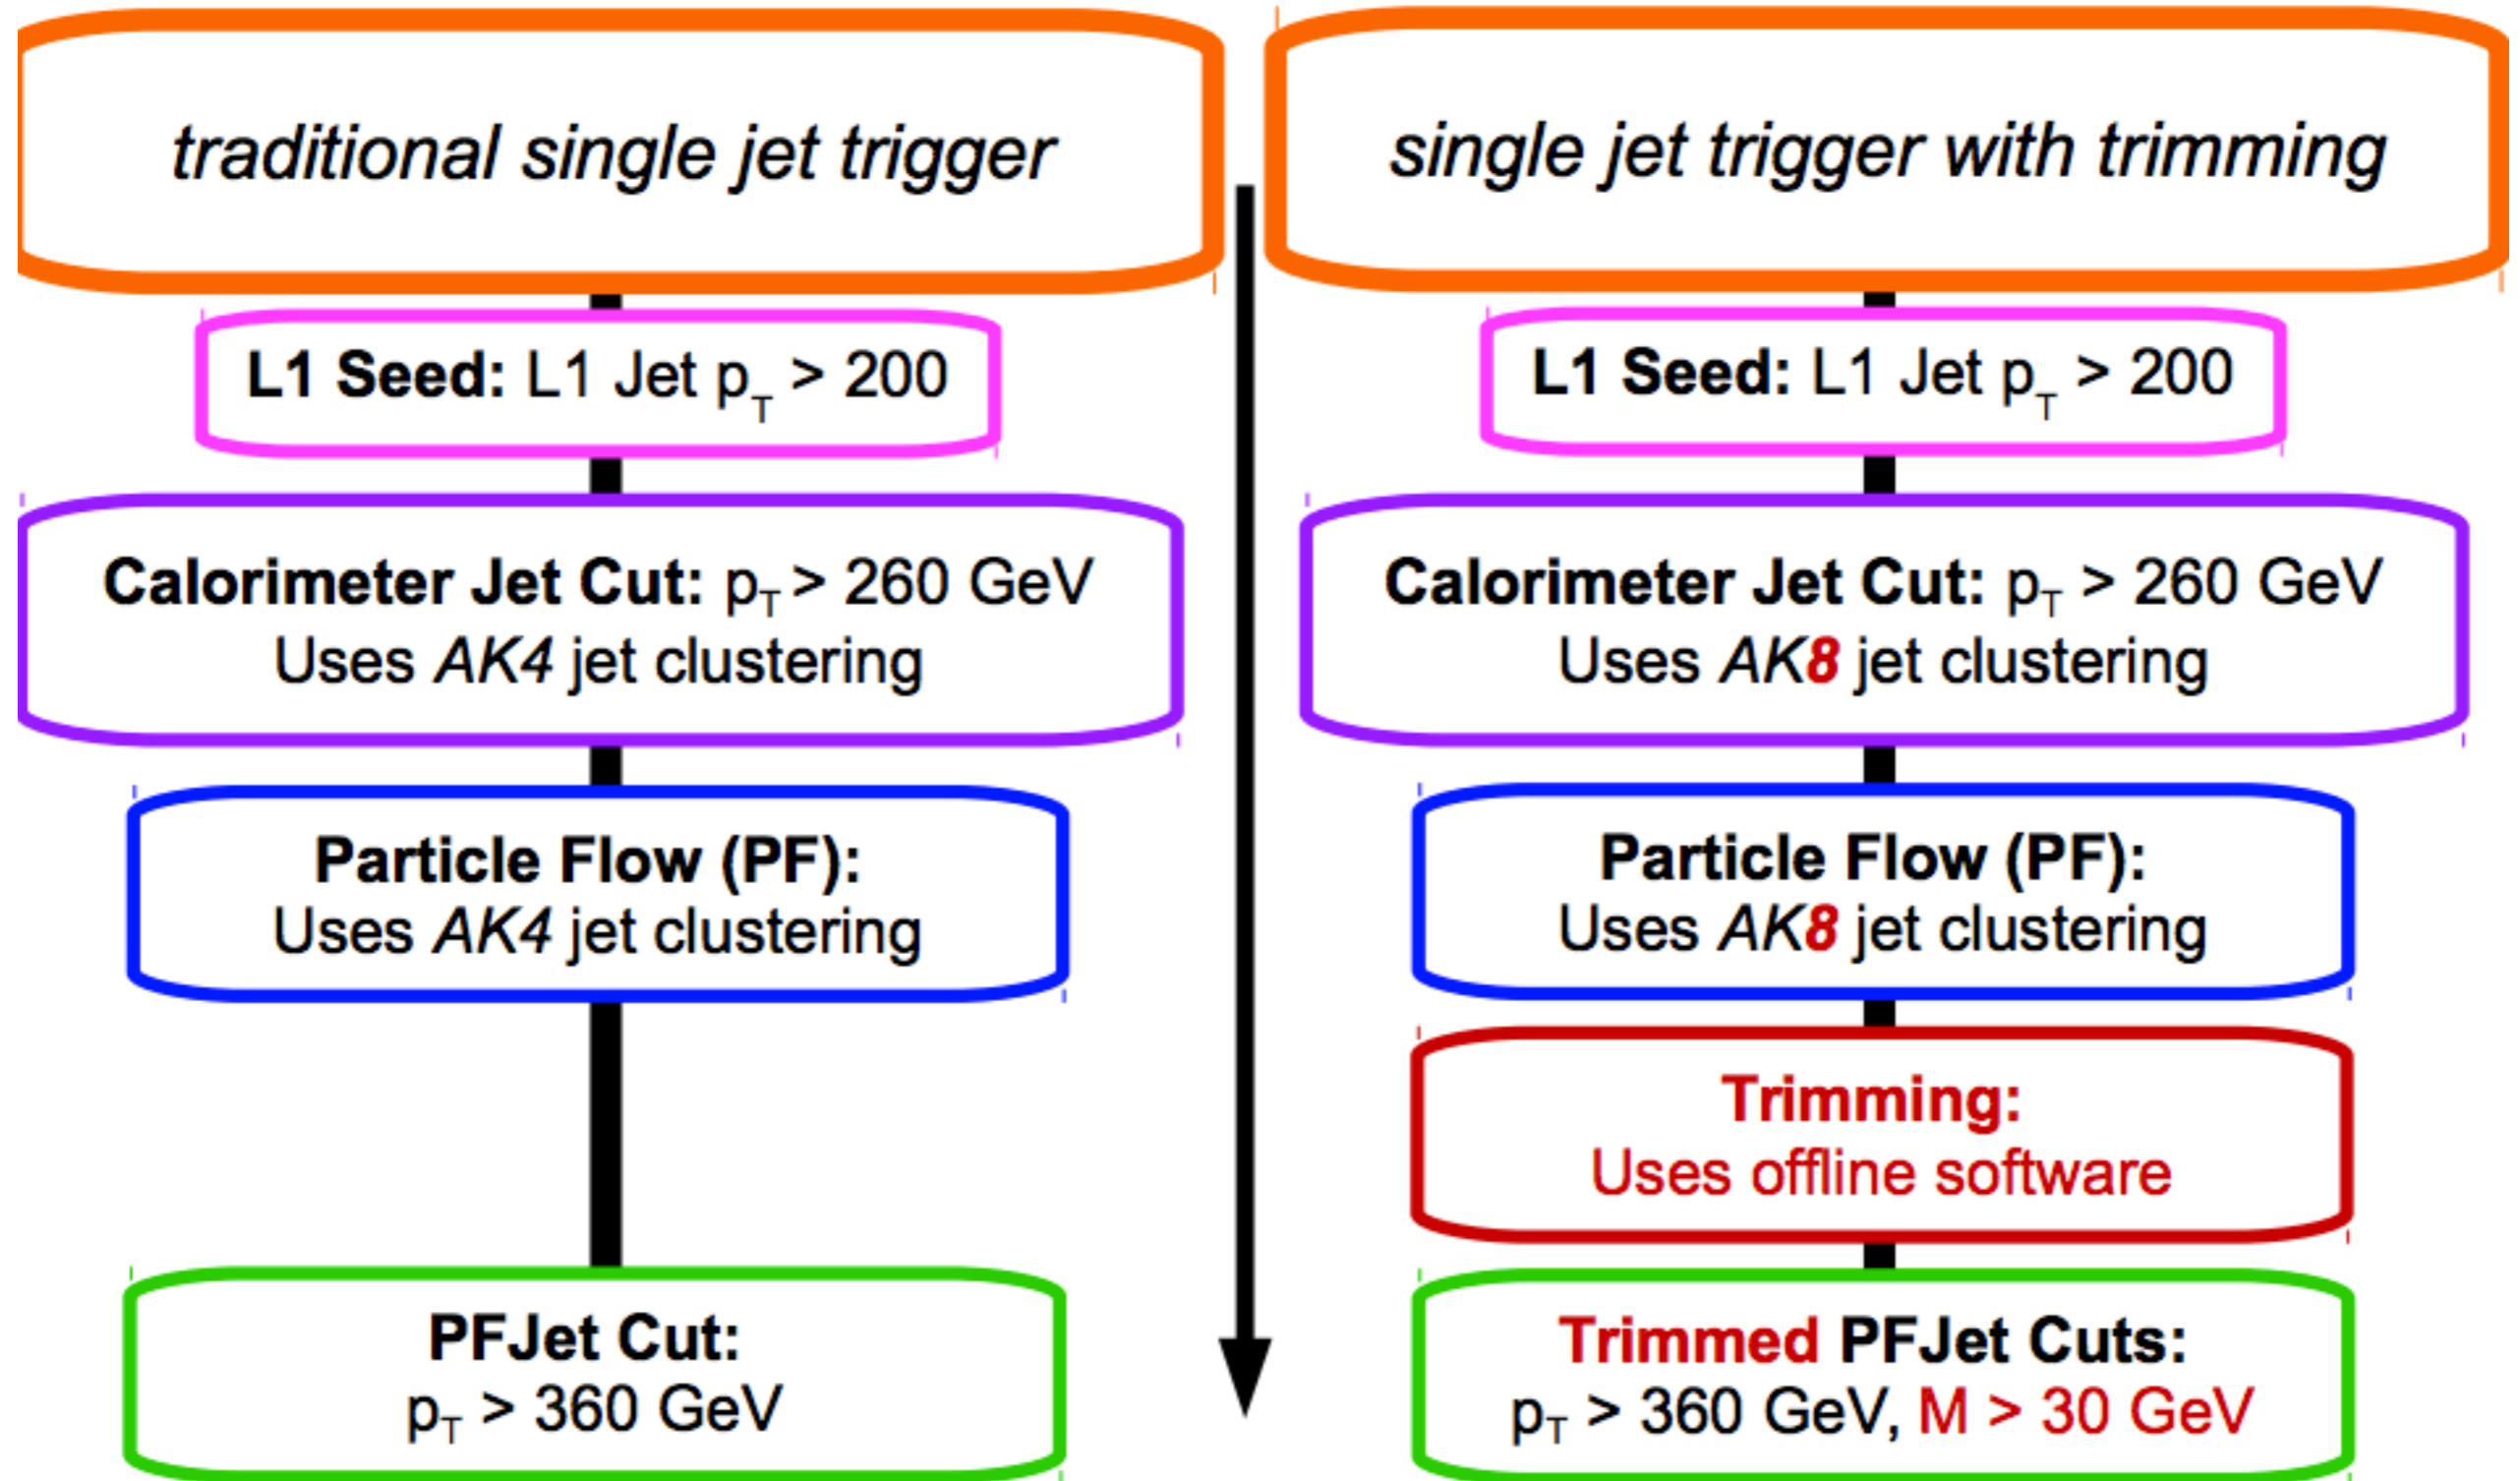 traditional single jet trigger
L1 Seed: L1 Jet pT > 200
Calorimeter Jet Cut: pT > 260 GeV
Uses AK4 jet clustering
Particle Flow (PF):
Uses AK4 jet clustering
PFJet Cut:
pT > 360 GeV
single jet trigger with trimming
L1 Seed: L1 Jet pT > 200
Calorimeter Jet Cut: pT > 260 GeV
Uses AK8 jet clustering
Particle Flow (PF):
Uses AK8 jet clustering
Trimming:
Uses offline software
Trimmed PFJet Cuts:
pT > 360 GeV, M > 30 GeV